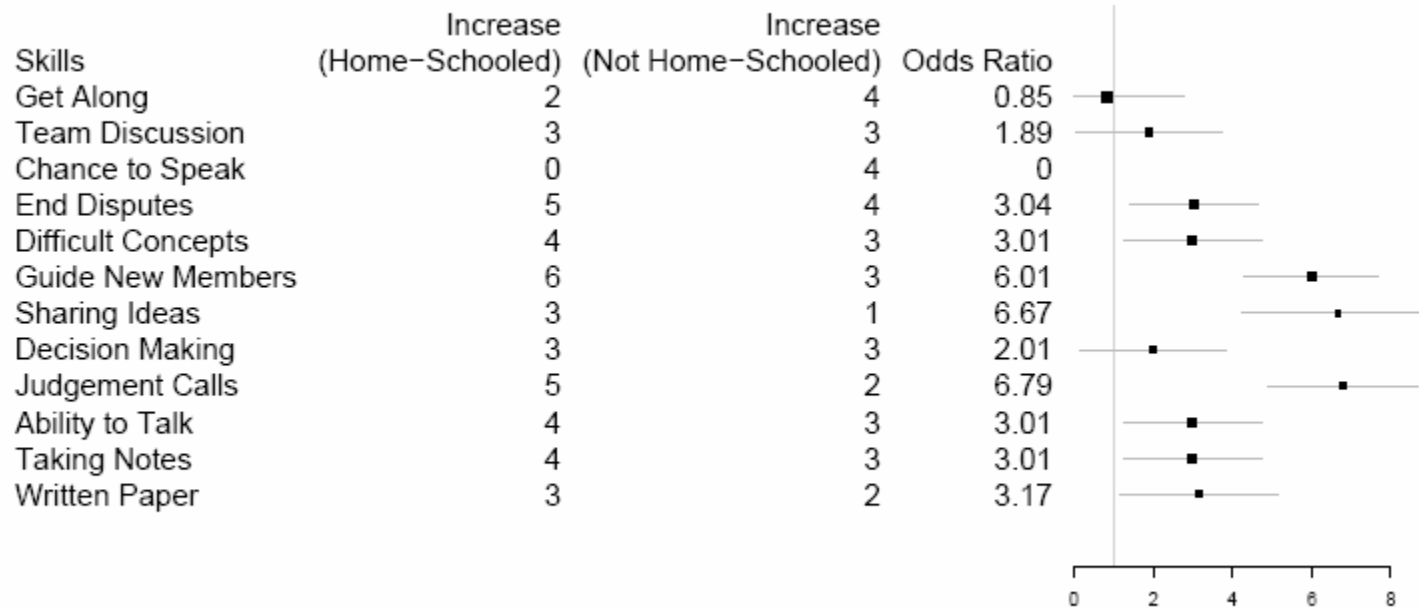 Increase Increase
Skills (Home-Schooled) (Not Home-Schooled) Odds Ratio
Get Along 2 4 0.85
Team Discussion 3 3 1.89
Chance to Speak 0 4 0
End Disputes 5 4 3.04
Difficult Concepts 4 3 3.01
Guide New Members 6 3 6.01
Sharing Ideas 3 1 6.67
Decision Making 3 3 2.01
Judgement Calls 5 2 6.79
Ability to Talk 4 3 3.01
Taking Notes 4 3 3.01
Written Paper 3 2 3.17
0 2 4 6 8